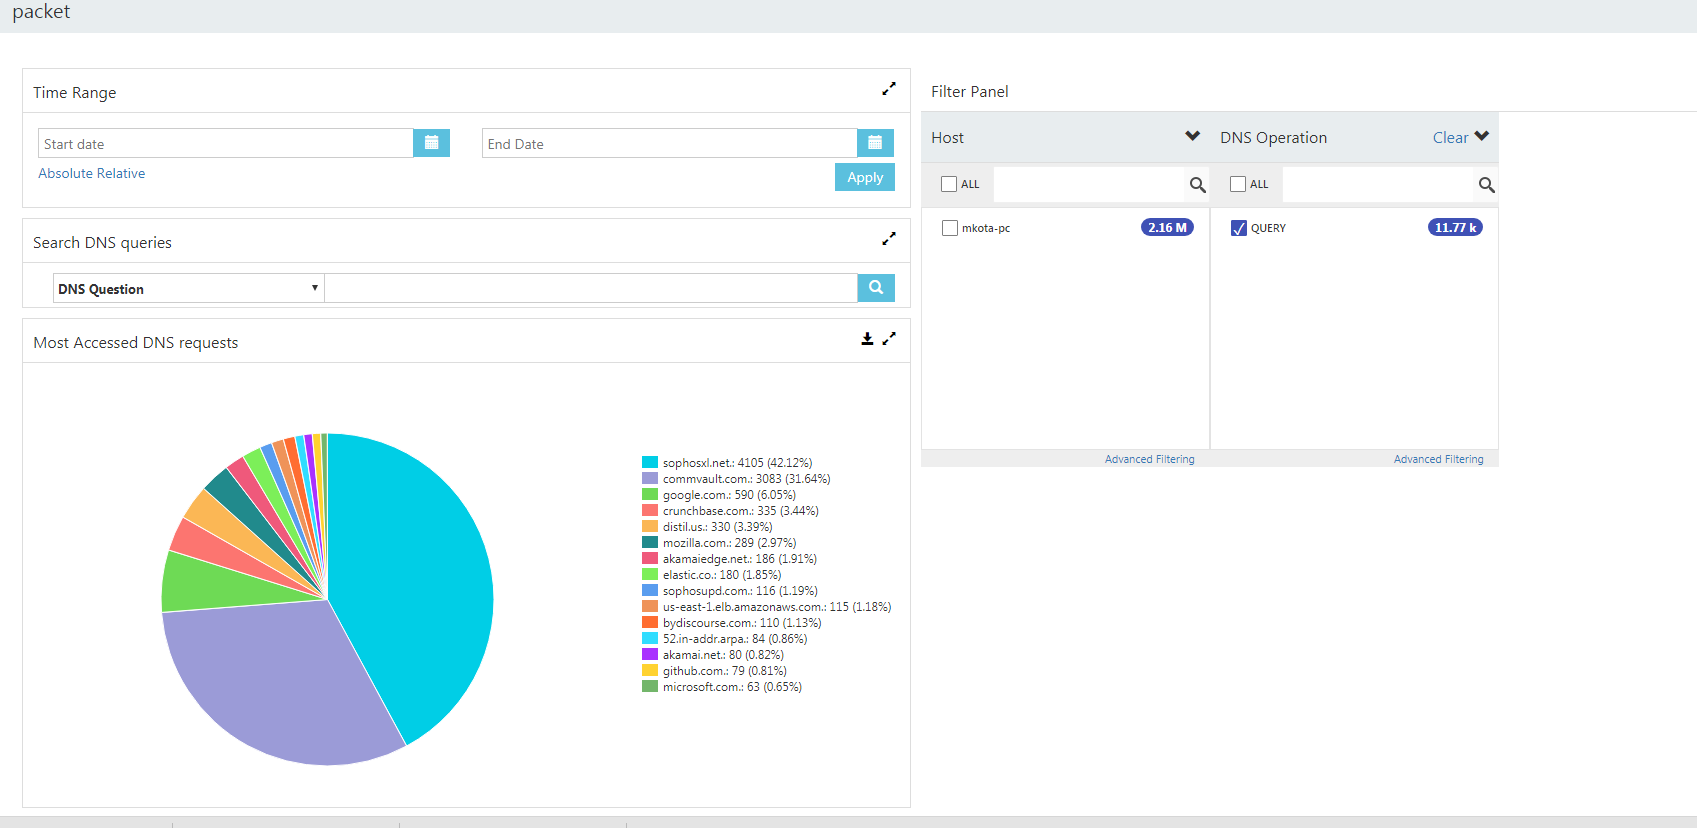 packet
Time Range
Start date
End Date
Absolute Relative
Apply
Search DNS queries
DNS Question
Most Accessed DNS requests
sophosxl.net.: 4105 (42.12%)
commvault.com.: 3083 (31.64%)
google.com.: 590 (6.05%)
crunchbase.com.: 335 (3.44%)
distil.us.: 330 (3.39%)
mozilla.com.: 289 (2.97%)
akamaiedge.net.: 186 (1.91%)
elastic.co.: 180 (1.85%)
sophosupd.com.: 116 (1.19%)
us-east-1.elb.amazonaws.com.: 115 (1.18%)
bydiscourse.com.: 110 (1.13%)
52.in-addr.arpa.: 84 (0.86%)
akamai.net.: 80 (0.82%)
github.com.: 79 (0.81%)
microsoft.com.: 63 (0.65%)
Filter Panel
Host
ALL
mkota-pc 2.16 M
Advanced Filtering
DNS Operation Clear
ALL
QUERY 11.77 k
Advanced Filtering